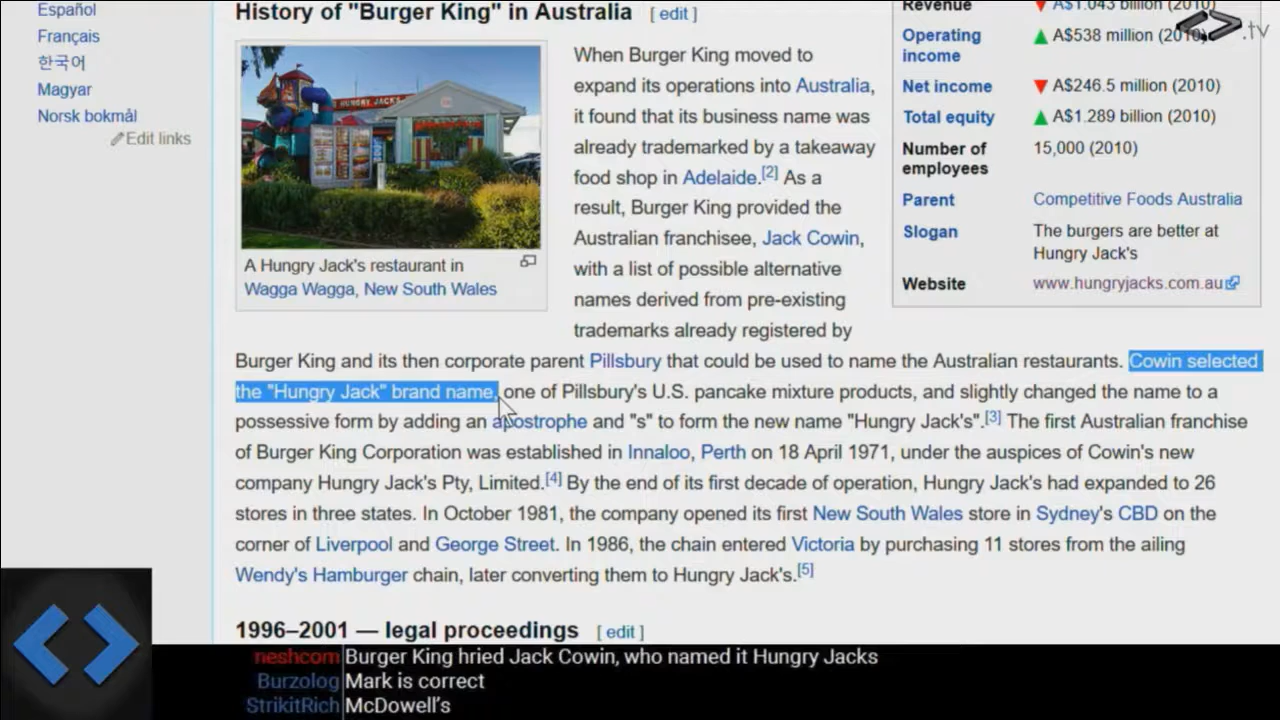 Español
Français
한국어
Magyar
Norsk bokmål
Edit links
History of "Burger King" in Australia [ edit ]
HUNGRY JACK'S
A Hungry Jack's restaurant in
Wagga Wagga, New South Wales
When Burger King moved to
expand its operations into Australia,
it found that its business name was
already trademarked by a takeaway
food shop in Adelaide.[2] As a
result, Burger King provided the
Australian franchisee, Jack Cowin,
with a list of possible alternative
names derived from pre-existing
trademarks already registered by
Burger King and its then corporate parent Pillsbury that could be used to name the Australian restaurants. Cowin selected
the "Hungry Jack" brand name, one of Pillsbury's U.S. pancake mixture products, and slightly changed the name to a
possessive form by adding an apostrophe and "s" to form the new name "Hungry Jack's".[3] The first Australian franchise
of Burger King Corporation was established in Innaloo, Perth on 18 April 1971, under the auspices of Cowin's new
company Hungry Jack's Pty, Limited.[4] By the end of its first decade of operation, Hungry Jack's had expanded to 26
stores in three states. In October 1981, the company opened its first New South Wales store in Sydney's CBD on the
corner of Liverpool and George Street. In 1986, the chain entered Victoria by purchasing 11 stores from the ailing
Wendy's Hamburger chain, later converting them to Hungry Jack's.[5]
1996–2001 — legal proceedings [ edit ]
Revenue ▼ A$1.043 billion (2010)
Operating ▲ A$538 million (2010)
income
Net income ▼ A$246.5 million (2010)
Total equity ▲ A$1.289 billion (2010)
Number of 15,000 (2010)
employees
Parent Competitive Foods Australia
Slogan The burgers are better at
Hungry Jack's
Website www.hungryjacks.com.au
<>.tv
neshcom Burger King hried Jack Cowin, who named it Hungry Jacks
Burzolog Mark is correct
StrikitRich McDowell's